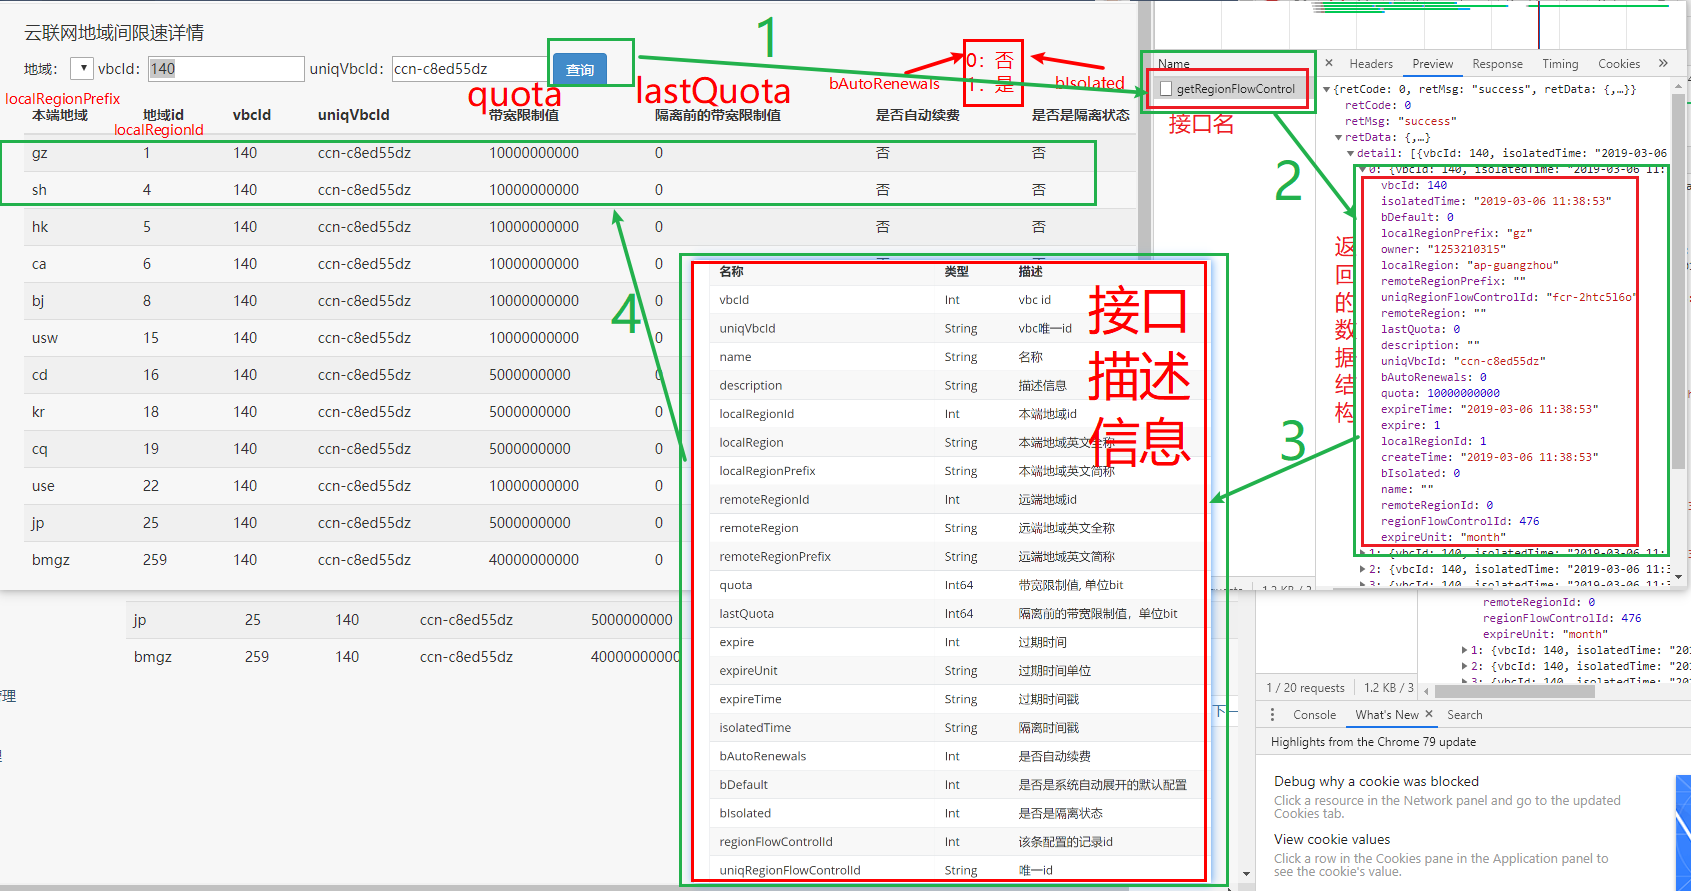 云联网地域间限速详情
地域： vbcId： 140 uniqVbcId： ccn-c8ed55dz 查询
1
quota
lastQuota
bAutoRenewals
0：否
1：是
bIsolated
localRegionPrefix
localRegionId
本端地域 地域id vbcId uniqVbcId 带宽限制值 隔离前的带宽限制值 是否自动续费 是否是隔离状态
gz 1 140 ccn-c8ed55dz 10000000000 0 否 否
sh 4 140 ccn-c8ed55dz 10000000000 0 否 否
hk 5 140 ccn-c8ed55dz 10000000000 0 否 否
ca 6 140 ccn-c8ed55dz 10000000000 0
bj 8 140 ccn-c8ed55dz 10000000000 0
usw 15 140 ccn-c8ed55dz 10000000000 0
cd 16 140 ccn-c8ed55dz 5000000000 0
kr 18 140 ccn-c8ed55dz 5000000000 0
cq 19 140 ccn-c8ed55dz 5000000000 0
use 22 140 ccn-c8ed55dz 10000000000 0
jp 25 140 ccn-c8ed55dz 5000000000 0
bmgz 259 140 ccn-c8ed55dz 40000000000 0
4
jp 25 140 ccn-c8ed55dz 5000000000
bmgz 259 140 ccn-c8ed55dz 40000000000
管理
下一
名称 类型 描述
vbcId Int vbc id
uniqVbcId String vbc唯一id
name String 名称
description String 描述信息
localRegionId Int 本端地域id
localRegion String 本端地域英文全称
localRegionPrefix String 本端地域英文简称
remoteRegionId Int 远端地域id
remoteRegion String 远端地域英文全称
remoteRegionPrefix String 远端地域英文简称
quota Int64 带宽限制值, 单位bit
lastQuota Int64 隔离前的带宽限制值，单位bit
expire Int 过期时间
expireUnit String 过期时间单位
expireTime String 过期时间戳
isolatedTime String 隔离时间戳
bAutoRenewals Int 是否自动续费
bDefault Int 是否是系统自动展开的默认配置
bIsolated Int 是否是隔离状态
regionFlowControlId Int 该条配置的记录id
uniqRegionFlowControlId String 唯一id
接口
描述
信息
Name
getRegionFlowControl
接口名
2
3
返回的数据结构
× Headers Preview Response Timing Cookies »
{retCode: 0, retMsg: "success", retData: {,…}}
retCode: 0
retMsg: "success"
retData: {,…}
detail: [{vbcId: 140, isolatedTime: "2019-03-06
0: {vbcId: 140, isolatedTime: "2019-03-06 11:
vbcId: 140
isolatedTime: "2019-03-06 11:38:53"
bDefault: 0
localRegionPrefix: "gz"
owner: "1253210315"
localRegion: "ap-guangzhou"
remoteRegionPrefix: ""
uniqRegionFlowControlId: "fcr-2htc5l6o"
remoteRegion: ""
lastQuota: 0
description: ""
uniqVbcId: "ccn-c8ed55dz"
bAutoRenewals: 0
quota: 10000000000
expireTime: "2019-03-06 11:38:53"
expire: 1
localRegionId: 1
createTime: "2019-03-06 11:38:53"
bIsolated: 0
name: ""
remoteRegionId: 0
regionFlowControlId: 476
expireUnit: "month"
1: {vbcId: 140, isolatedTime: "2019-03-06 11:
2: {vbcId: 140, isolatedTime: "2019-03-06 11:3
3: {vbcId: 140, isolatedTime: "2019-03-06 11:3
remoteRegionId: 0
regionFlowControlId: 476
expireUnit: "month"
1: {vbcId: 140, isolatedTime: "201
2: {vbcId: 140, isolatedTime: "201
3: {vbcId: 140, isolatedTime: "201
1 / 20 requests 1.2 KB / 3
Console What's New × Search
Highlights from the Chrome 79 update
Debug why a cookie was blocked
Click a resource in the Network panel and go to the updated
Cookies tab.
View cookie values
Click a row in the Cookies pane in the Application panel to
see the cookie's value.